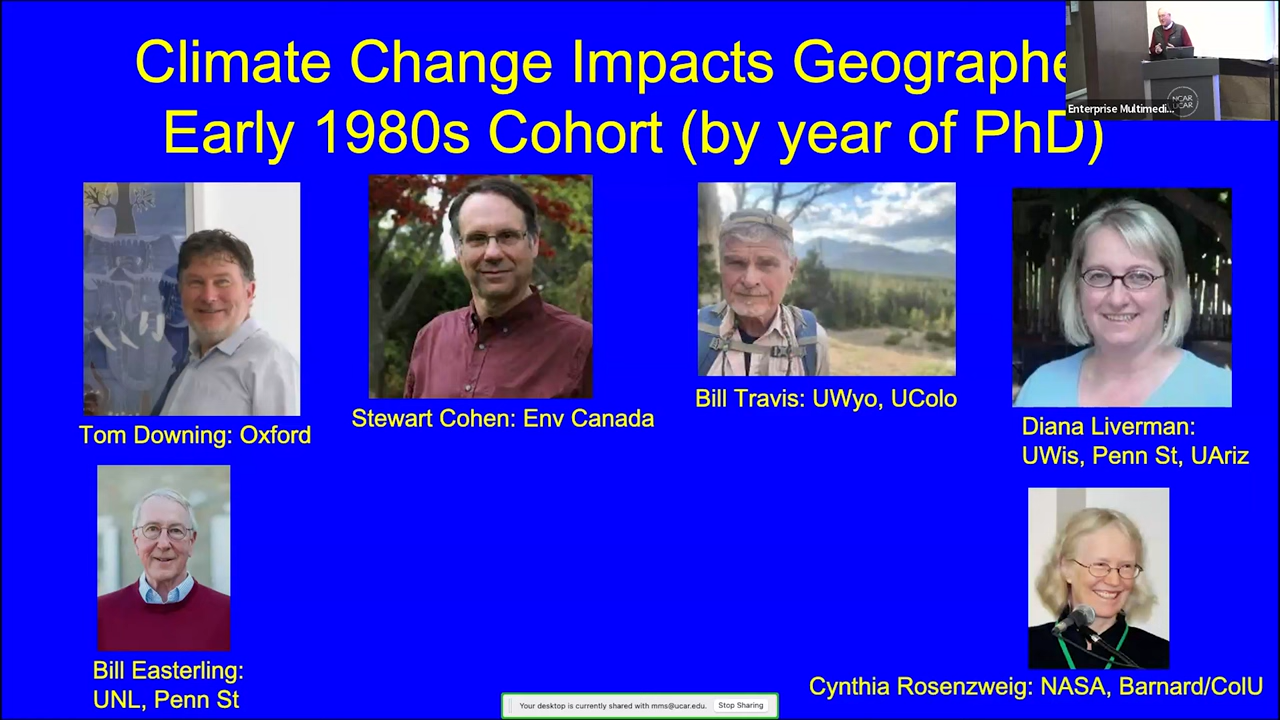 Climate Change Impacts Geographe
Early 1980s Cohort (by year of PhD)
Enterprise Multimedi...
NCAR
UCAR
Tom Downing: Oxford
Stewart Cohen: Env Canada
Bill Travis: UWyo, UColo
Diana Liverman:
UWis, Penn St, UAriz
Bill Easterling:
UNL, Penn St
Cynthia Rosenzweig: NASA, Barnard/ColU
Your desktop is currently shared with mms@ucar.edu.
Stop Sharing